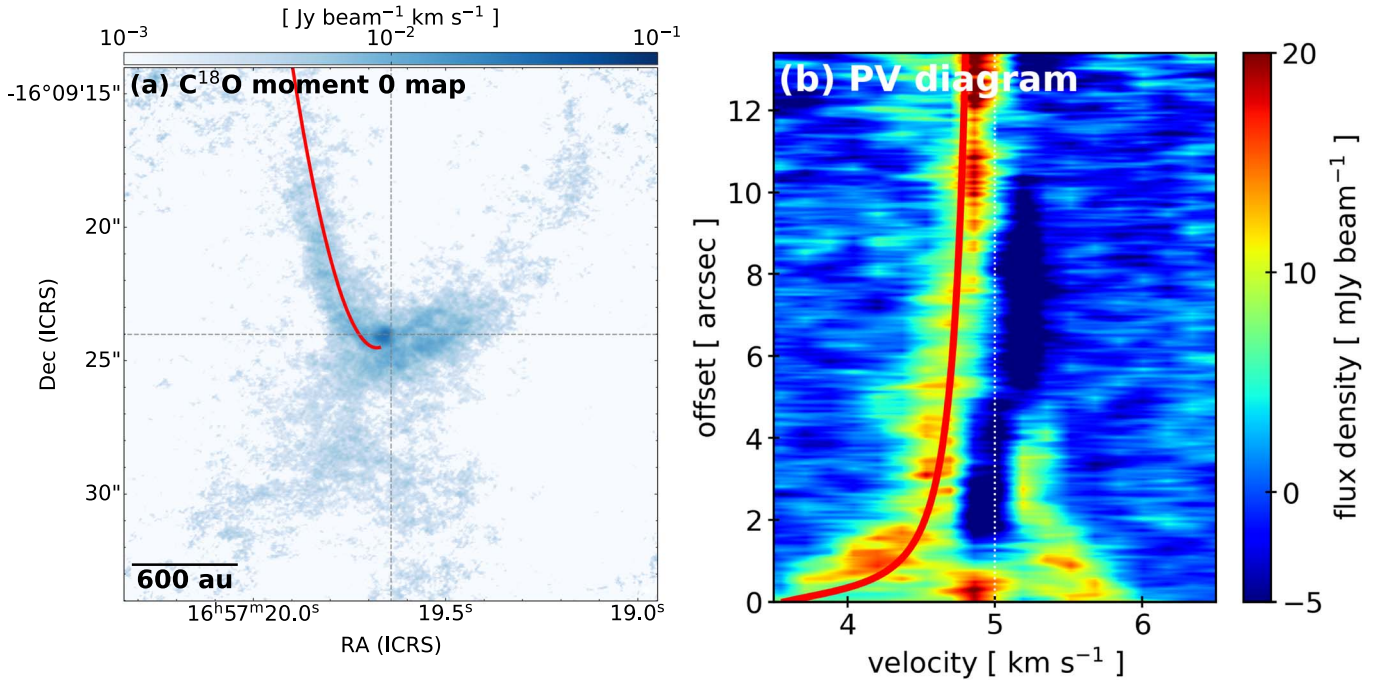 [ Jy beam⁻¹ km s⁻¹ ]
10⁻³ 10⁻² 10⁻¹
(a) C¹⁸O moment 0 map
-16°09'15"
20"
25"
30"
Dec (ICRS)
600 au
16ʰ57ᵐ20.0ˢ 19.5ˢ 19.0ˢ
RA (ICRS)
(b) PV diagram
12
10
8
6
4
2
0
offset [ arcsec ]
4 5 6
velocity [ km s⁻¹ ]
20
10
0
−5
flux density [ mJy beam⁻¹ ]